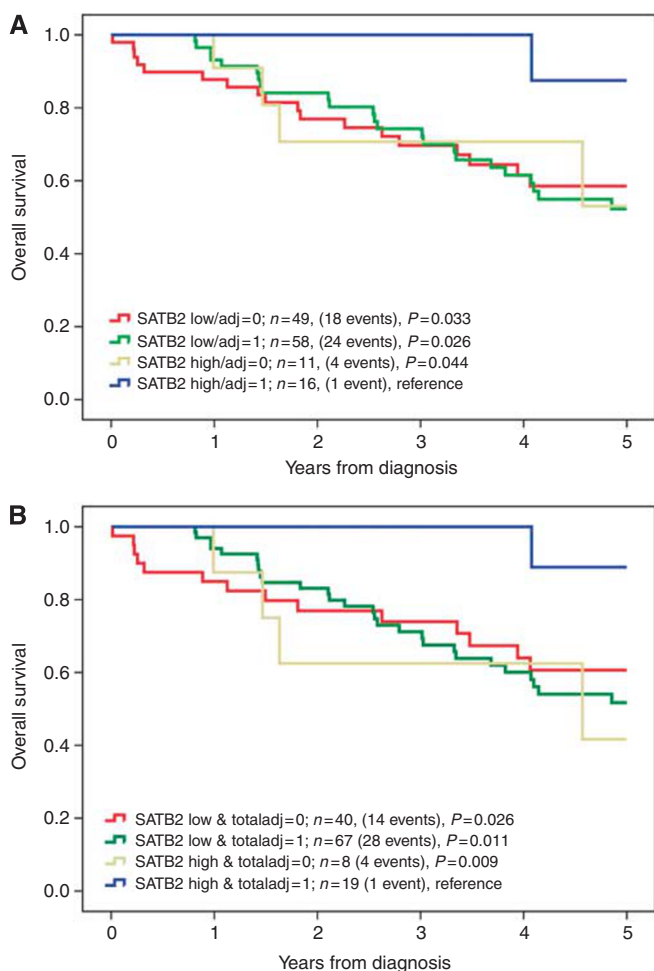 A
Overall survival
1.0
0.8
0.6
0.4
0.2
0.0
SATB2 low/adj=0; n=49, (18 events), P=0.033
SATB2 low/adj=1; n=58, (24 events), P=0.026
SATB2 high/adj=0; n=11, (4 events), P=0.044
SATB2 high/adj=1; n=16, (1 event), reference
0 1 2 3 4 5
Years from diagnosis
B
Overall survival
1.0
0.8
0.6
0.4
0.2
0.0
SATB2 low & totaladj=0; n=40, (14 events), P=0.026
SATB2 low & totaladj=1; n=67 (28 events), P=0.011
SATB2 high & totaladj=0; n=8 (4 events), P=0.009
SATB2 high & totaladj=1; n=19 (1 event), reference
0 1 2 3 4 5
Years from diagnosis